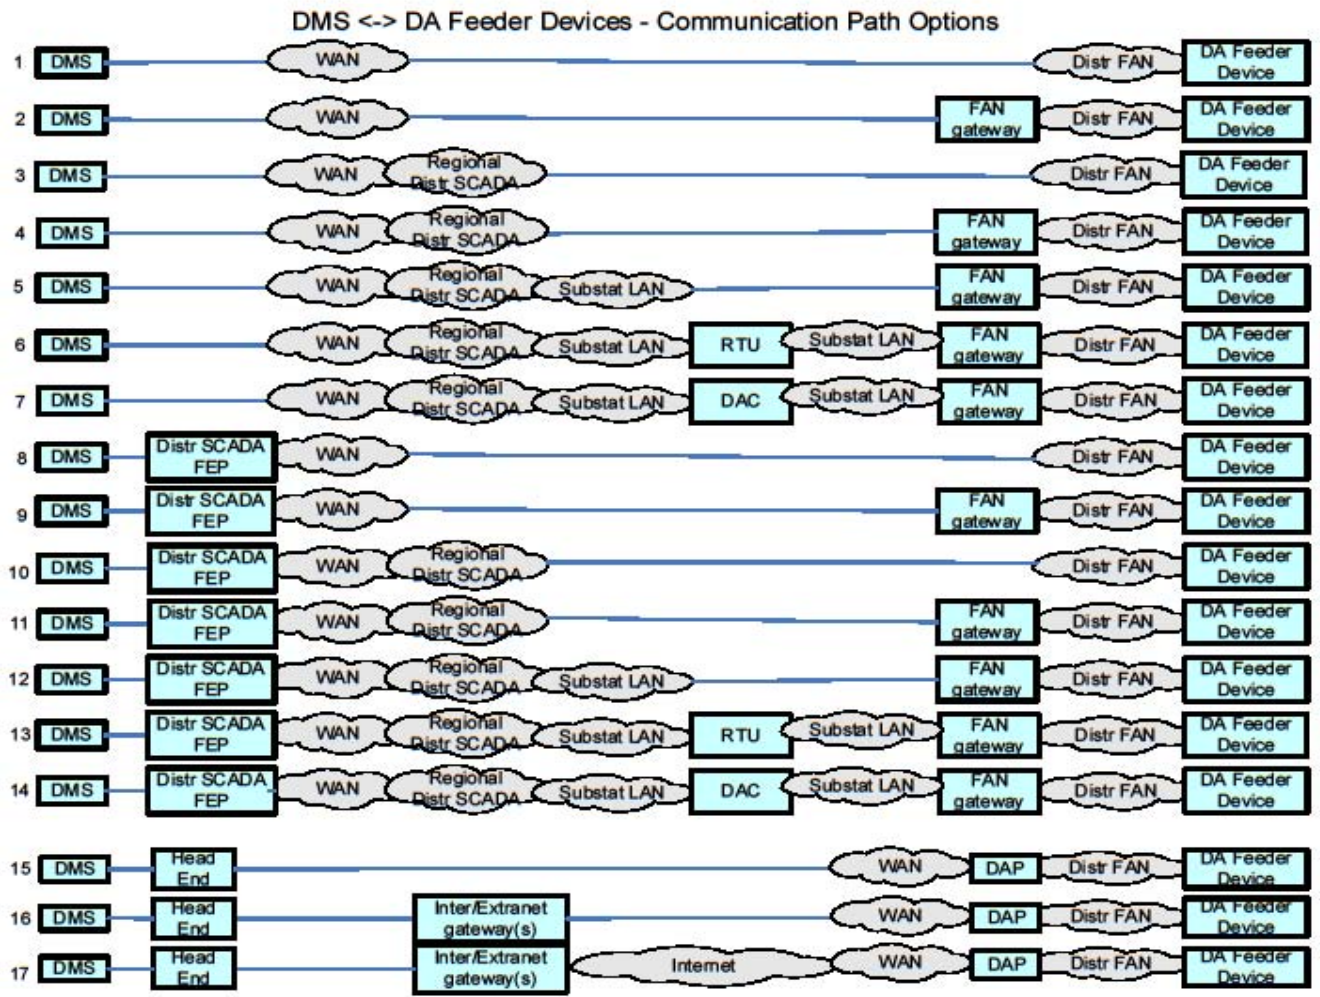 DMS <-> DA Feeder Devices - Communication Path Options
1 DMS WAN Distr FAN DA Feeder Device
2 DMS WAN FAN gateway Distr FAN DA Feeder Device
3 DMS WAN Regional Distr SCADA Distr FAN DA Feeder Device
4 DMS WAN Regional Distr SCADA FAN gateway Distr FAN DA Feeder Device
5 DMS WAN Regional Distr SCADA Substat LAN FAN gateway Distr FAN DA Feeder Device
6 DMS WAN Regional Distr SCADA Substat LAN RTU Substat LAN FAN gateway Distr FAN DA Feeder Device
7 DMS WAN Regional Distr SCADA Substat LAN DAC Substat LAN FAN gateway Distr FAN DA Feeder Device
8 DMS Distr SCADA FEP WAN Distr FAN DA Feeder Device
9 DMS Distr SCADA FEP WAN FAN gateway Distr FAN DA Feeder Device
10 DMS Distr SCADA FEP WAN Regional Distr SCADA Distr FAN DA Feeder Device
11 DMS Distr SCADA FEP WAN Regional Distr SCADA FAN gateway Distr FAN DA Feeder Device
12 DMS Distr SCADA FEP WAN Regional Distr SCADA Substat LAN FAN gateway Distr FAN DA Feeder Device
13 DMS Distr SCADA FEP WAN Regional Distr SCADA Substat LAN RTU Substat LAN FAN gateway Distr FAN DA Feeder Device
14 DMS Distr SCADA FEP WAN Regional Distr SCADA Substat LAN DAC Substat LAN FAN gateway Distr FAN DA Feeder Device
15 DMS Head End WAN DAP Distr FAN DA Feeder Device
16 DMS Head End Inter/Extranet gateway(s) WAN DAP Distr FAN DA Feeder Device
17 DMS Head End Inter/Extranet gateway(s) Internet WAN DAP Distr FAN DA Feeder Device